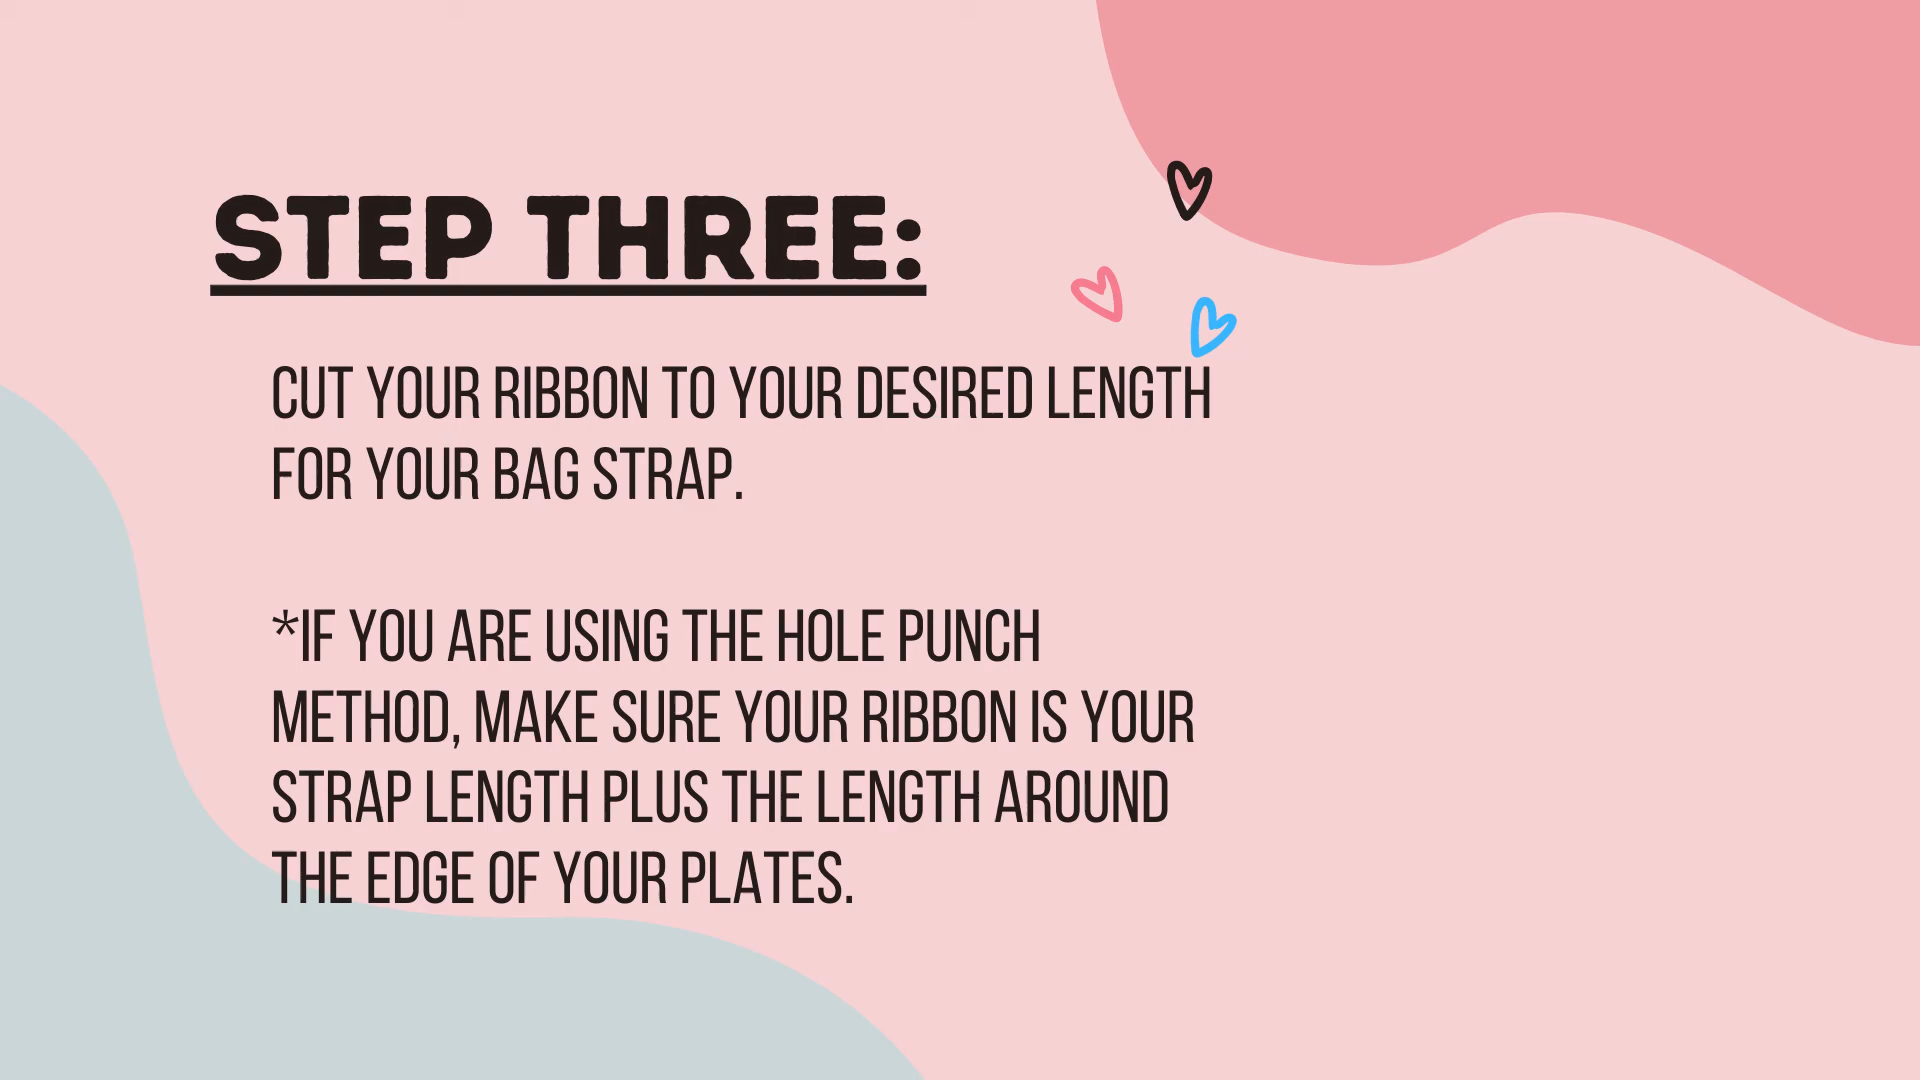 STEP THREE:
CUT YOUR RIBBON TO YOUR DESIRED LENGTH
FOR YOUR BAG STRAP.
*IF YOU ARE USING THE HOLE PUNCH
METHOD, MAKE SURE YOUR RIBBON IS YOUR
STRAP LENGTH PLUS THE LENGTH AROUND
THE EDGE OF YOUR PLATES.